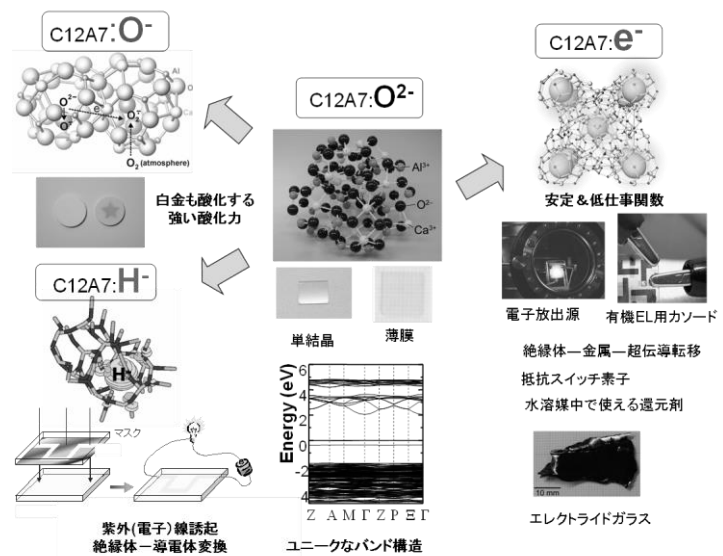 C12A7:O⁻
Al
O
Ca
O²⁻
e⁻
O₂ (atmosphere)
白金も酸化する
強い酸化力
C12A7:H⁻
H⁻
マスク
紫外(電子)線誘起
絶縁体－導電体変換
C12A7:O²⁻
Al³⁺
O²⁻
Ca³⁺
単結晶
薄膜
Energy (eV)
6
4
2
0
−2
−4
Z A M Γ Z P Ξ Γ
ユニークなバンド構造
C12A7:e⁻
安定＆低仕事関数
電子放出源
有機EL用カソード
絶縁体―金属―超伝導転移
抵抗スイッチ素子
水溶媒中で使える還元剤
10 mm
エレクトライドガラス